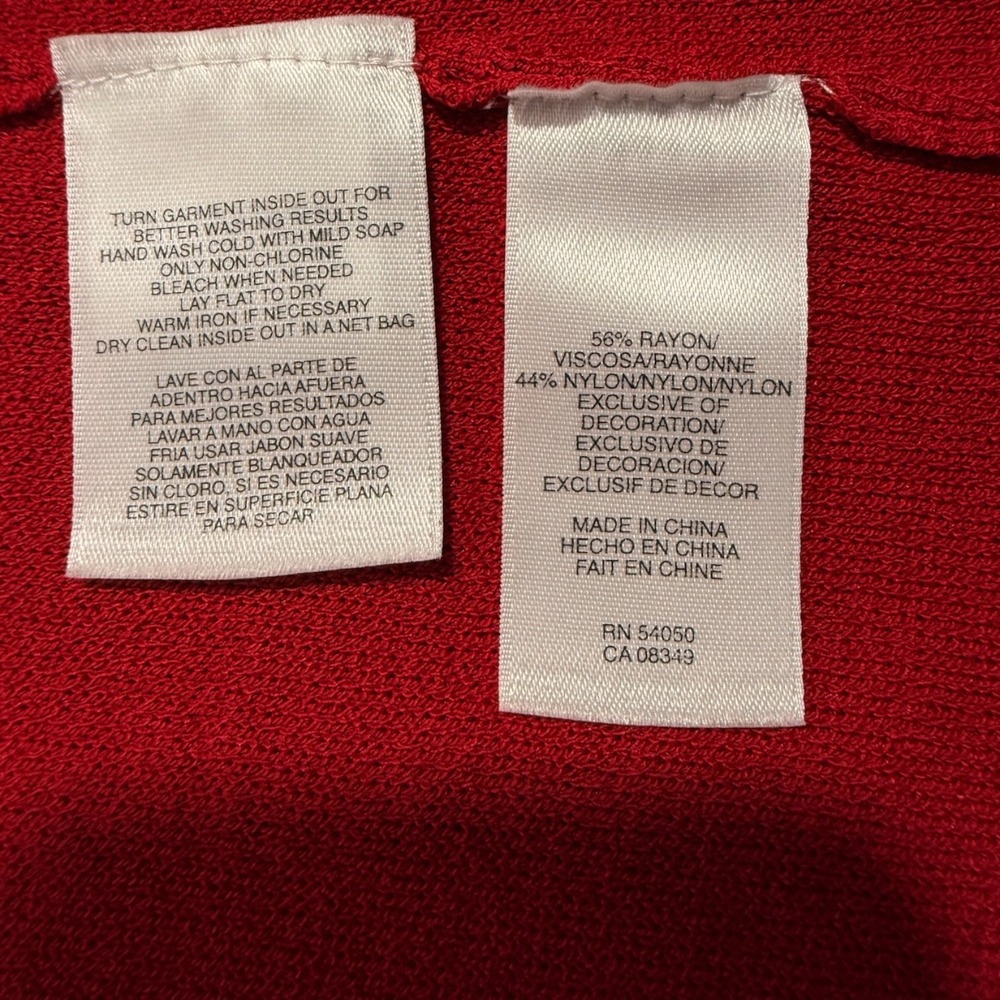 TURN GARMENT INSIDE OUT FOR
BETTER WASHING RESULTS
HAND WASH COLD WITH MILD SOAP
ONLY NON-CHLORINE
BLEACH WHEN NEEDED
LAY FLAT TO DRY
WARM IRON IF NECESSARY
DRY CLEAN INSIDE OUT IN A NET BAG
LAVE CON AL PARTE DE
ADENTRO HACIA AFUERA
PARA MEJORES RESULTADOS
LAVAR A MANO CON AGUA
FRIA USAR JABON SUAVE
SOLAMENTE BLANQUEADOR
SIN CLORO, SI ES NECESARIO
ESTIRE EN SUPERFICIE PLANA
PARA SECAR
56% RAYON/
VISCOSA/RAYONNE
44% NYLON/NYLON/NYLON
EXCLUSIVE OF
DECORATION/
EXCLUSIVO DE
DECORACION/
EXCLUSIF DE DECOR
MADE IN CHINA
HECHO EN CHINA
FAIT EN CHINE
RN 54050
CA 08349